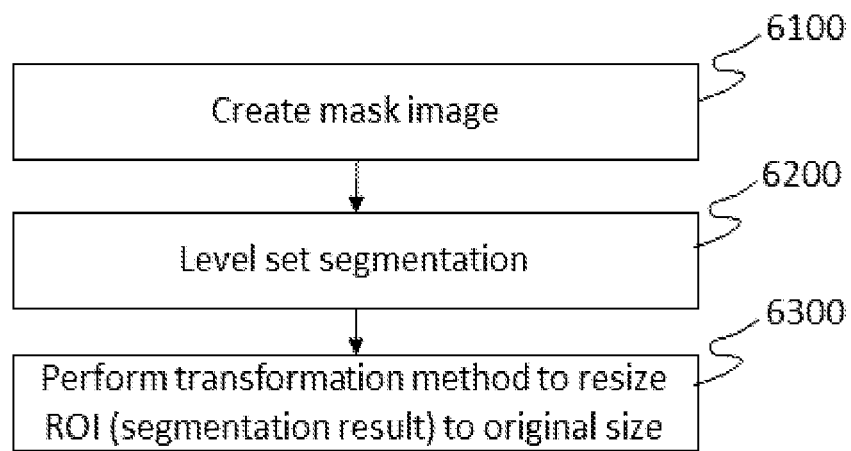 6100
Create mask image
6200
Level set segmentation
6300
Perform transformation method to resize
ROI (segmentation result) to original size